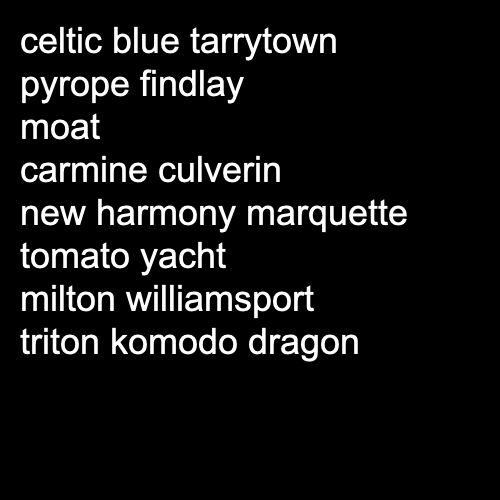 celtic blue tarrytown
pyrope findlay
moat
carmine culverin
new harmony marquette
tomato yacht
milton williamsport
triton komodo dragon